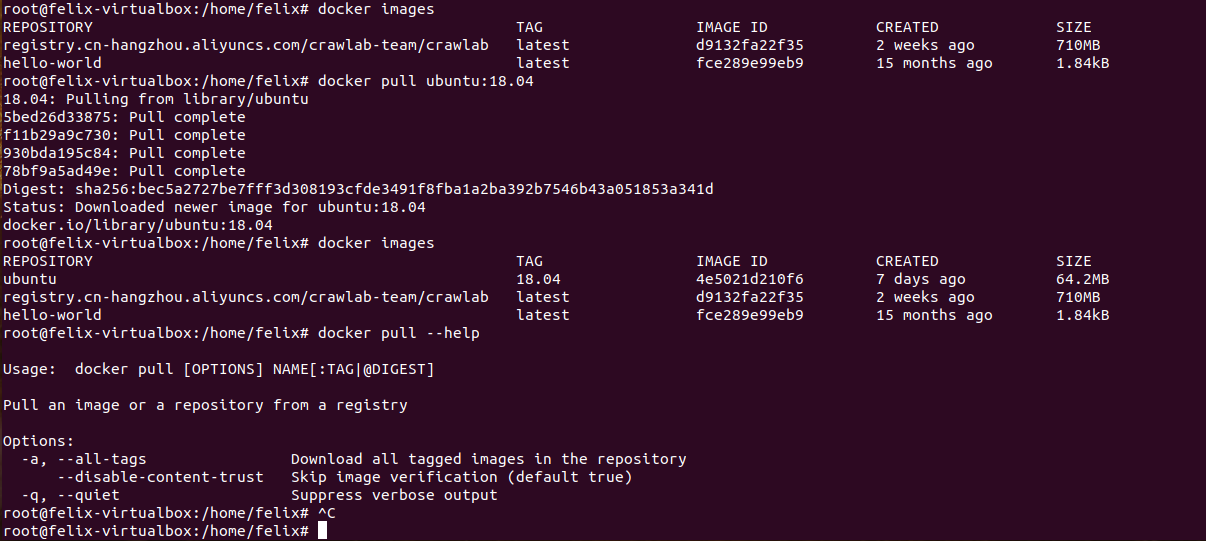 root@felix-virtualbox:/home/felix# docker images
REPOSITORY                                             TAG                 IMAGE ID            CREATED             SIZE
registry.cn-hangzhou.aliyuncs.com/crawlab-team/crawlab   latest              d9132fa22f35        2 weeks ago         710MB
hello-world                                              latest              fce289e99eb9        15 months ago       1.84kB
root@felix-virtualbox:/home/felix# docker pull ubuntu:18.04
18.04: Pulling from library/ubuntu
5bed26d33875: Pull complete
f11b29a9c730: Pull complete
930bda195c84: Pull complete
78bf9a5ad49e: Pull complete
Digest: sha256:bec5a2727be7fff3d308193cfde3491f8fba1a2ba392b7546b43a051853a341d
Status: Downloaded newer image for ubuntu:18.04
docker.io/library/ubuntu:18.04
root@felix-virtualbox:/home/felix# docker images
REPOSITORY                                               TAG                 IMAGE ID            CREATED             SIZE
ubuntu                                                   18.04               4e5021d210f6        7 days ago          64.2MB
registry.cn-hangzhou.aliyuncs.com/crawlab-team/crawlab   latest              d9132fa22f35        2 weeks ago         710MB
hello-world                                              latest              fce289e99eb9        15 months ago       1.84kB
root@felix-virtualbox:/home/felix# docker pull --help
Usage:  docker pull [OPTIONS] NAME[:TAG|@DIGEST]
Pull an image or a repository from a registry
Options:
  -a, --all-tags                Download all tagged images in the repository
      --disable-content-trust   Skip image verification (default true)
  -q, --quiet                   Suppress verbose output
root@felix-virtualbox:/home/felix# ^C
root@felix-virtualbox:/home/felix#